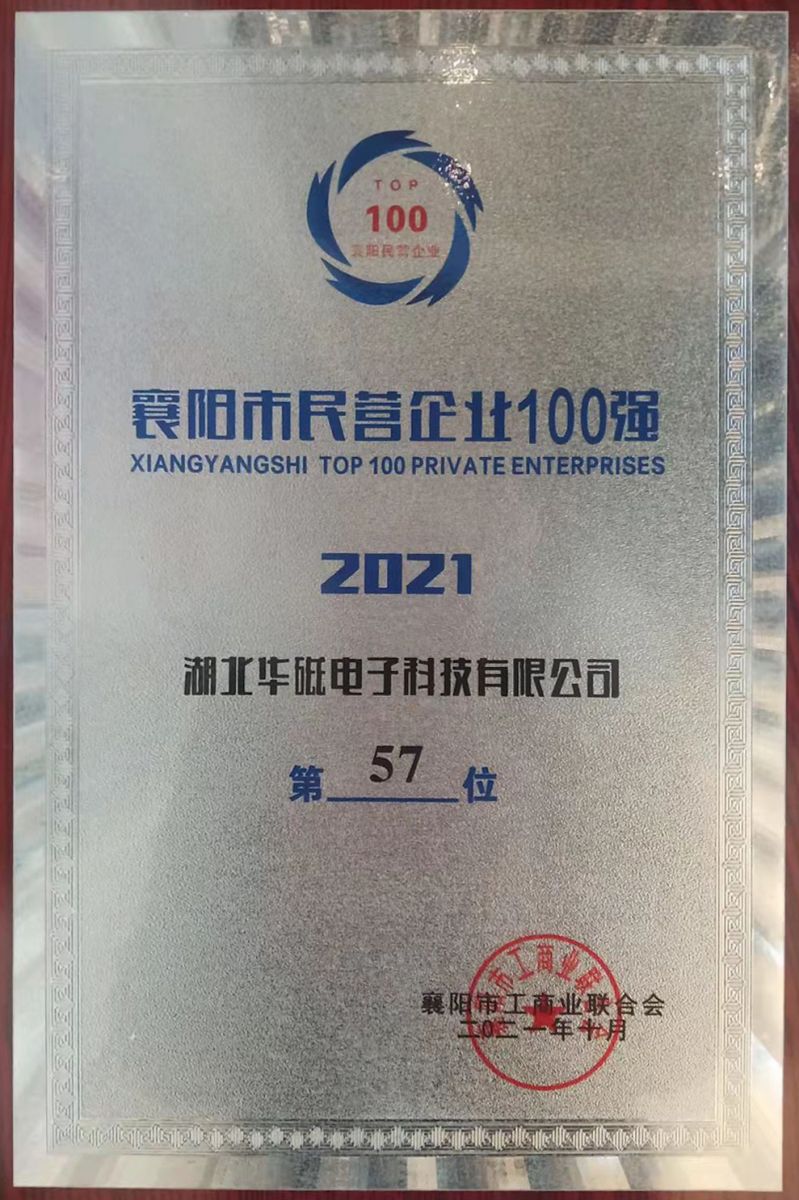 TOP
100
襄阳民营企业
襄阳市民营企业100强
XIANGYANGSHI TOP 100 PRIVATE ENTERPRISES
2021
湖北华砥电子科技有限公司
第 57 位
襄阳市工商业联合会
二0二一年十月